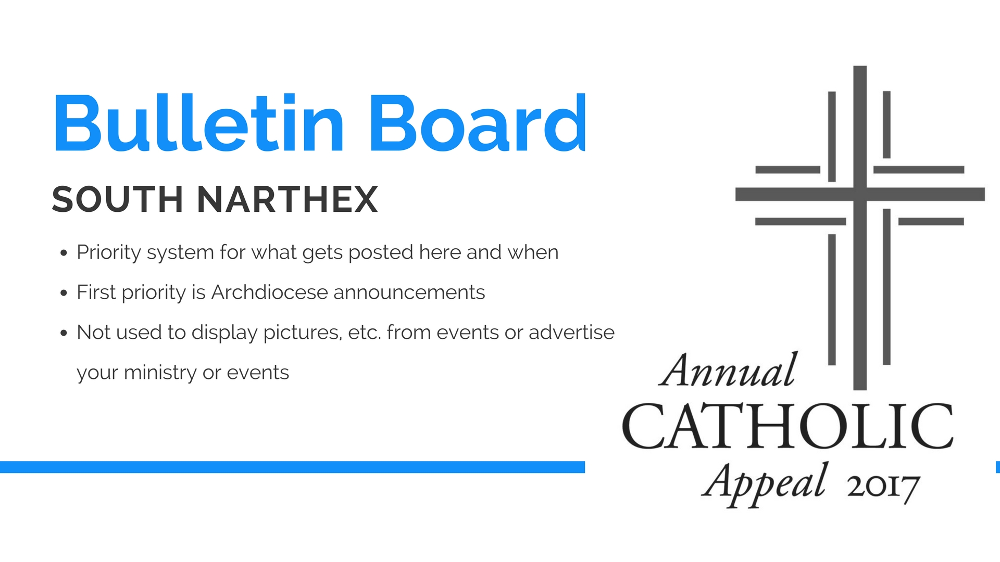 Bulletin Board
SOUTH NARTHEX
• Priority system for what gets posted here and when
• First priority is Archdiocese announcements
• Not used to display pictures, etc. from events or advertise
your ministry or events
Annual
CATHOLIC
Appeal 2017